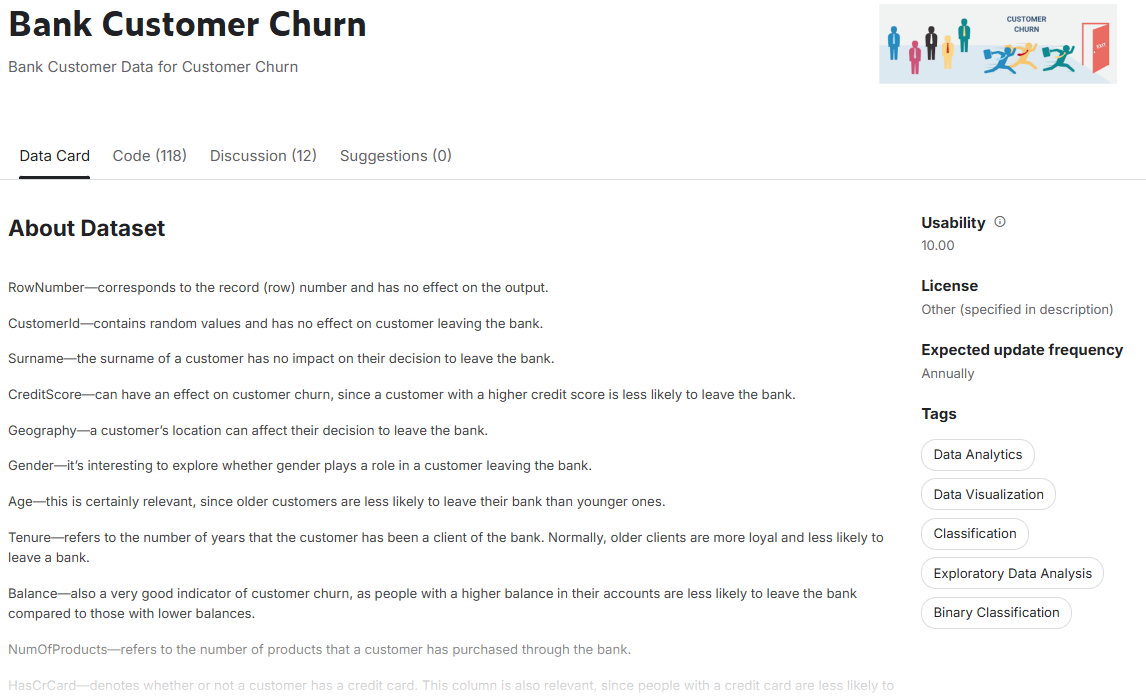 Bank Customer Churn
Bank Customer Data for Customer Churn
CUSTOMER
CHURN
EXIT
Data Card
Code (118)
Discussion (12)
Suggestions (0)
About Dataset
RowNumber—corresponds to the record (row) number and has no effect on the output.
CustomerId—contains random values and has no effect on customer leaving the bank.
Surname—the surname of a customer has no impact on their decision to leave the bank.
CreditScore—can have an effect on customer churn, since a customer with a higher credit score is less likely to leave the bank.
Geography—a customer’s location can affect their decision to leave the bank.
Gender—it’s interesting to explore whether gender plays a role in a customer leaving the bank.
Age—this is certainly relevant, since older customers are less likely to leave their bank than younger ones.
Tenure—refers to the number of years that the customer has been a client of the bank. Normally, older clients are more loyal and less likely to
leave a bank.
Balance—also a very good indicator of customer churn, as people with a higher balance in their accounts are less likely to leave the bank
compared to those with lower balances.
NumOfProducts—refers to the number of products that a customer has purchased through the bank.
HasCrCard—denotes whether or not a customer has a credit card. This column is also relevant, since people with a credit card are less likely to
Usability
10.00
License
Other (specified in description)
Expected update frequency
Annually
Tags
Data Analytics
Data Visualization
Classification
Exploratory Data Analysis
Binary Classification